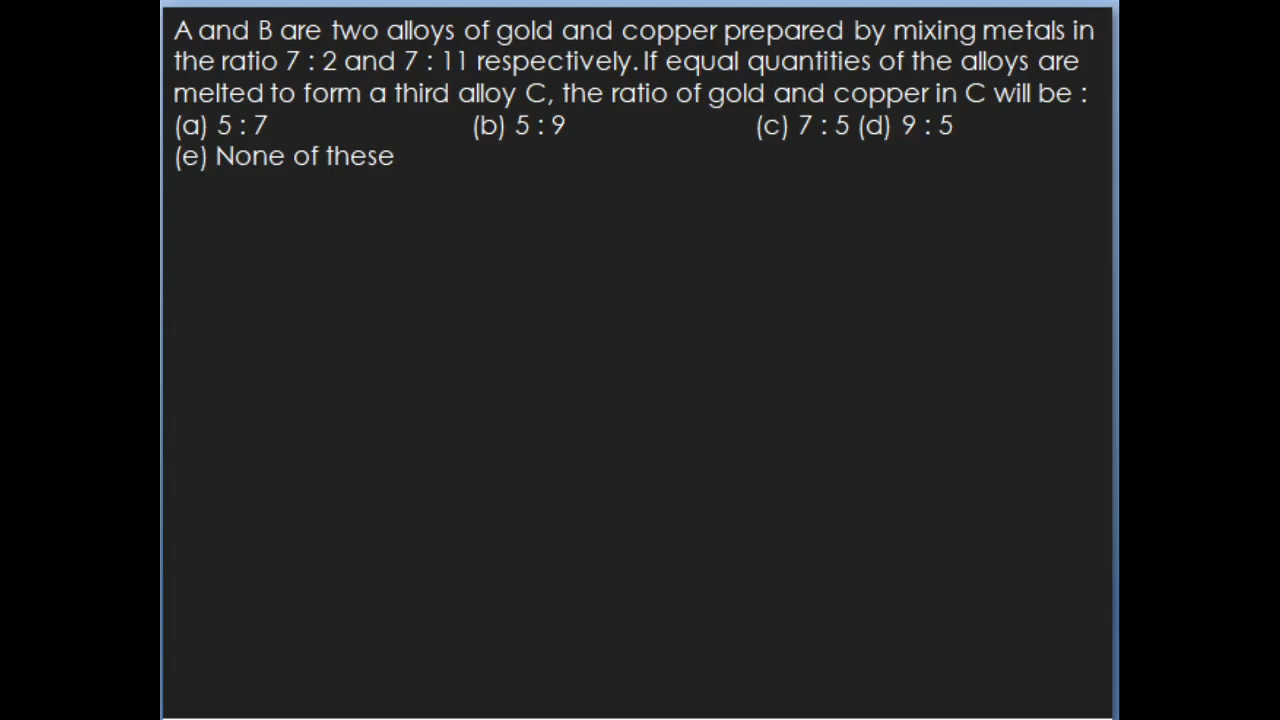 A and B are two alloys of gold and copper prepared by mixing metals in
the ratio 7 : 2 and 7 : 11 respectively. If equal quantities of the alloys are
melted to form a third alloy C, the ratio of gold and copper in C will be :
(a) 5 : 7 (b) 5 : 9 (c) 7 : 5 (d) 9 : 5
(e) None of these